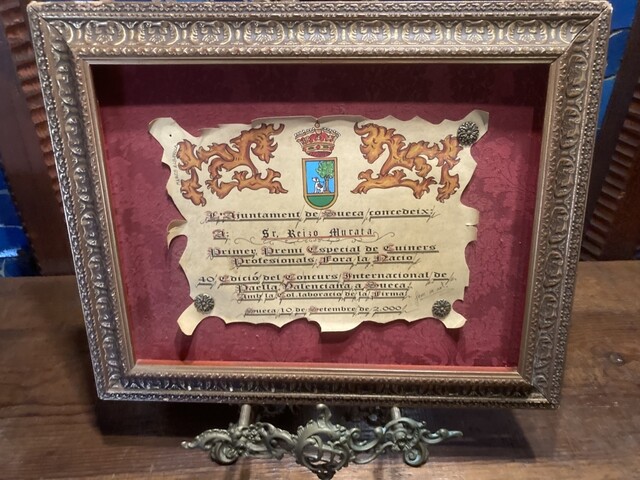 L'Ajuntament de Sueca concedeix:
A: Sr. Reizo Murata
Primer Premi Especial de Cuiners
Profesionals Fora la Nació
40 Edició del Concurs Internacional de
Paella Valenciana a Sueca
Amb la Col.laboració de la Firma
Sueca, 10 de Setembre de 2.000